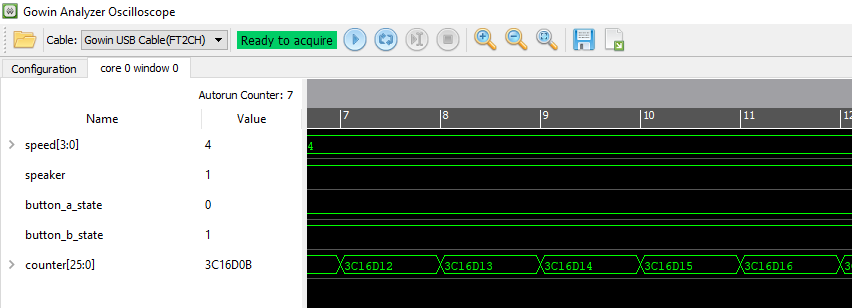 Gowin Analyzer Oscilloscope
Cable: Gowin USB Cable(FT2CH) Ready to acquire
Configuration core 0 window 0
Autorun Counter: 7
Name Value 7 8 9 10 11 12
speed[3:0] 4 4
speaker 1
button_a_state 0
button_b_state 1
counter[25:0] 3C16D0B 3C16D12 3C16D13 3C16D14 3C16D15 3C16D16 3